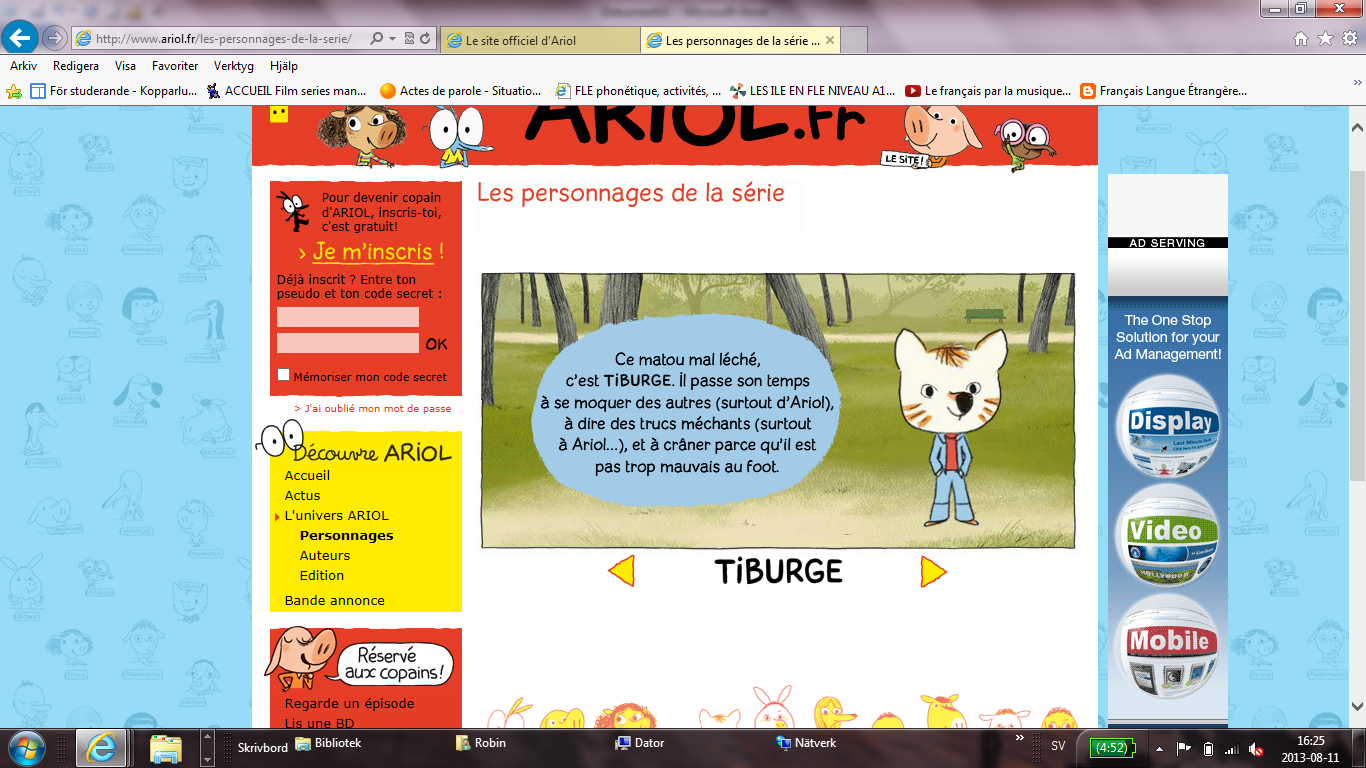 http://www.ariol.fr/les-personnages-de-la-serie/
Le site officiel d'Ariol
Les personnages de la série ...
Arkiv Redigera Visa Favoriter Verktyg Hjälp
För studerande - Kopparlu...
ACCUEIL Film series man...
Actes de parole - Situatio...
FLE phonétique, activités, ...
LES ILE EN FLE NIVEAU A1...
Le français par la musique...
Français Langue Étrangère...
ARIOL.fr
LE SITE!
Pour devenir copain
d'ARIOL, inscris-toi,
c'est gratuit!
> Je m'inscris !
Déjà inscrit ? Entre ton
pseudo et ton code secret :
OK
Mémoriser mon code secret
> J'ai oublié mon mot de passe
Découvre ARIOL
Accueil
Actus
L'univers ARIOL
Personnages
Auteurs
Edition
Bande annonce
Réservé
aux copains!
Regarde un épisode
Lis une BD
Les personnages de la série
Ce matou mal léché,
c'est TiBURGE. Il passe son temps
à se moquer des autres (surtout d'Ariol),
à dire des trucs méchants (surtout
à Ariol...), et à crâner parce qu'il est
pas trop mauvais au foot.
TiBURGE
AD SERVING
The One Stop
Solution for your
Ad Management!
Display
Video
HOLLYWOOD
Mobile
Skrivbord
Bibliotek
Robin
Dator
Nätverk
SV
(4:52)
16:25
2013-08-11